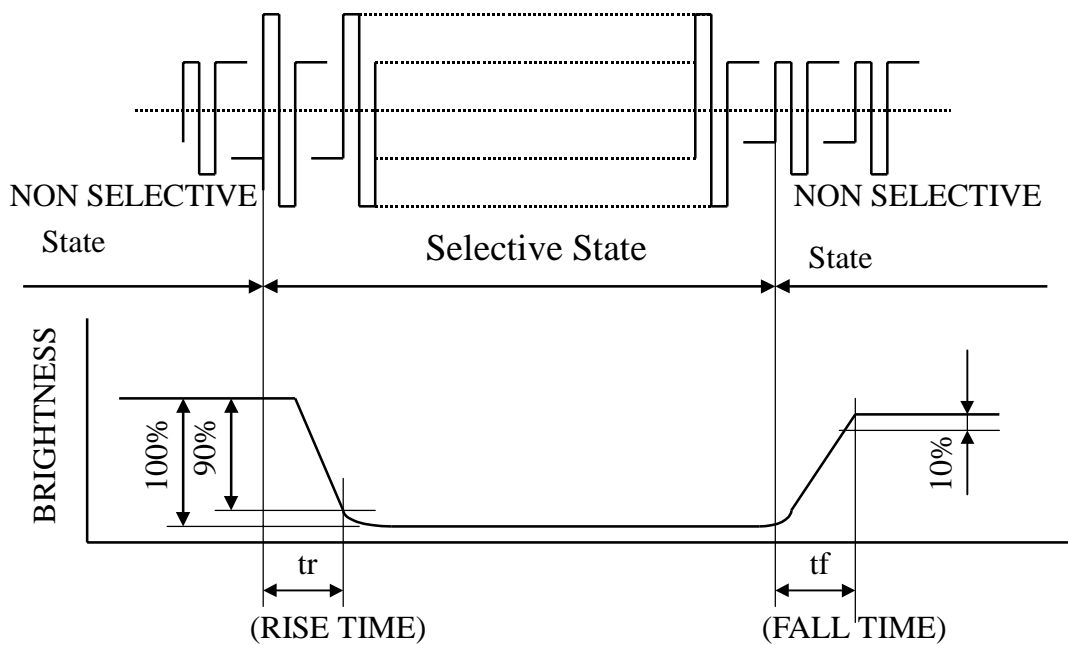 NON SELECTIVE
State
Selective State
NON SELECTIVE
State
BRIGHTNESS
100%
90%
10%
tr
(RISE TIME)
tf
(FALL TIME)